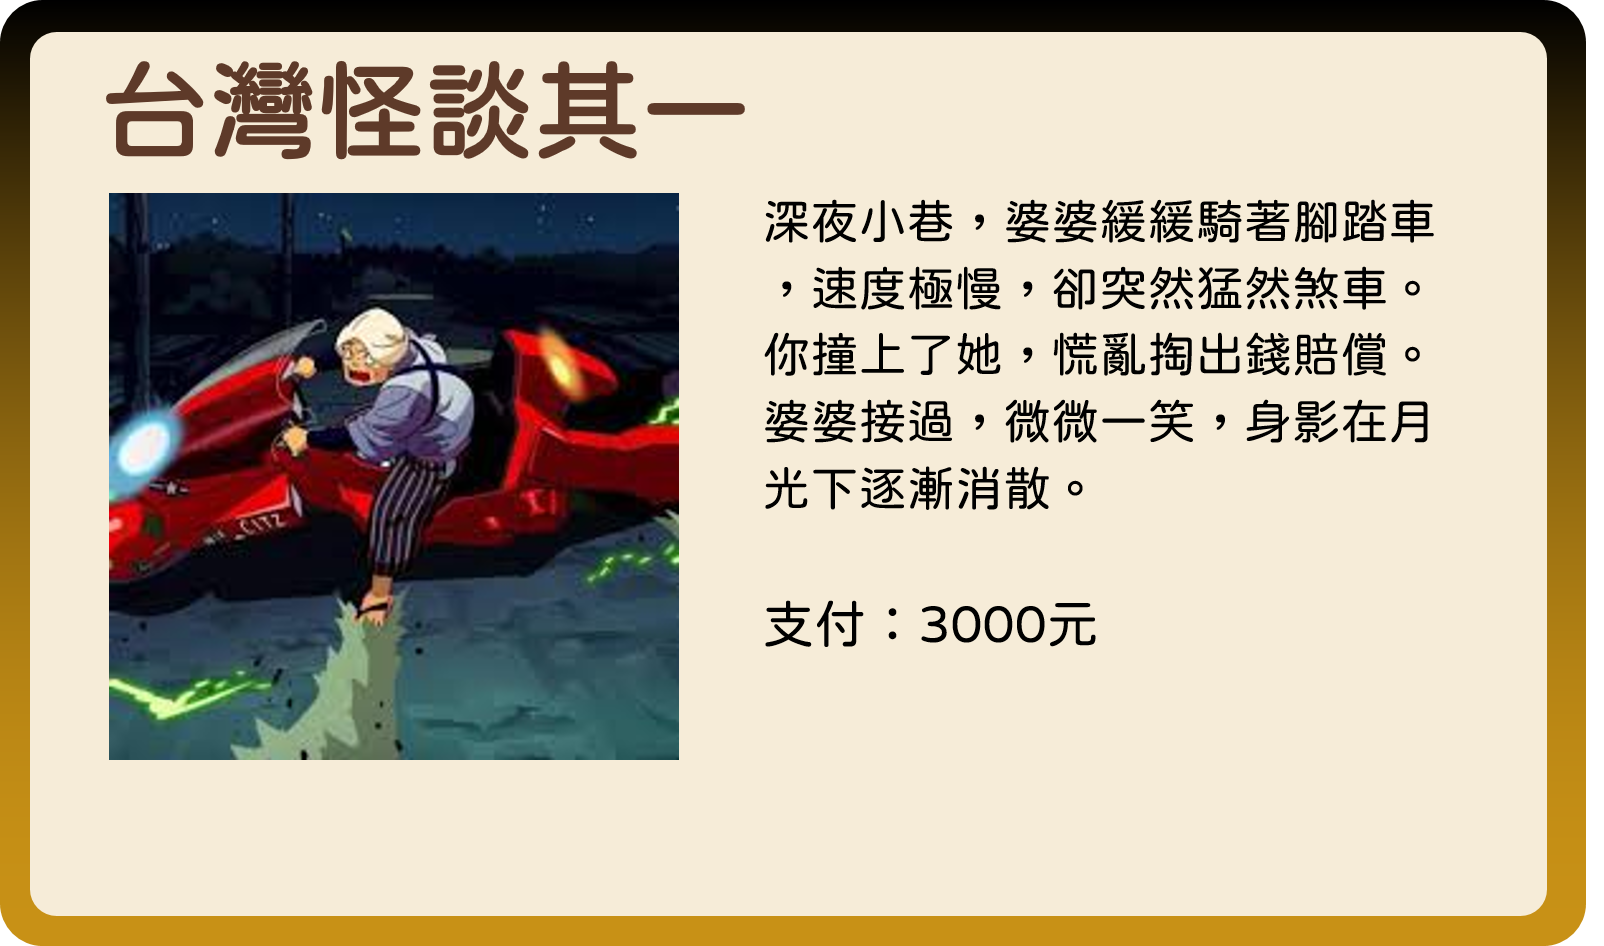 台灣怪談其一
深夜小巷，婆婆緩緩騎著腳踏車
，速度極慢，卻突然猛然煞車。
你撞上了她，慌亂掏出錢賠償。
婆婆接過，微微一笑，身影在月
光下逐漸消散。
支付：3000元